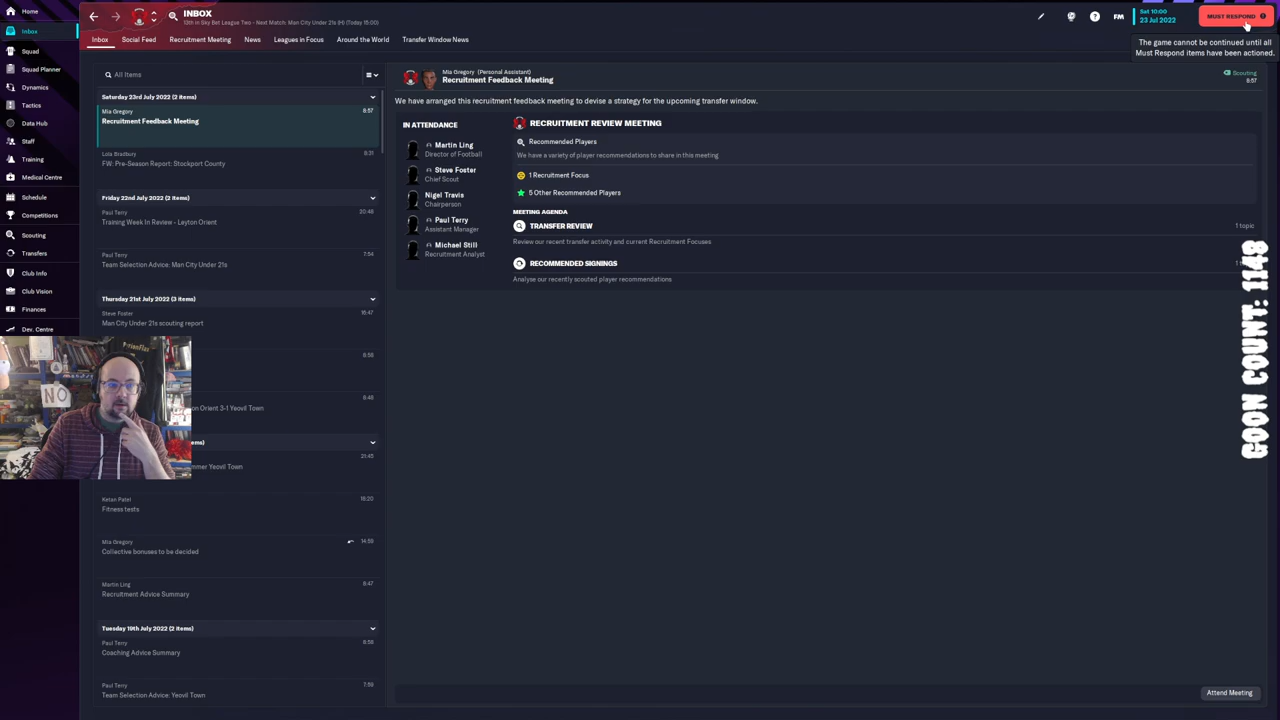 Home
INBOX
13th in Sky Bet League Two - Next Match: Man City Under 21s (H) (Today 15:00)
FM
Sat 10:00
23 Jul 2022
MUST RESPOND
The game cannot be continued until all
Must Respond items have been actioned.
Inbox
Squad
Squad Planner
Dynamics
Tactics
Data Hub
Staff
Training
Medical Centre
Schedule
Competitions
Scouting
Transfers
Club Info
Club Vision
Finances
Dev. Centre
Inbox
Social Feed
Recruitment Meeting
News
Leagues in Focus
Around the World
Transfer Window News
All Items
Saturday 23rd July 2022 (2 items)
Mia Gregory
8:57
Recruitment Feedback Meeting
Lola Bradbury
8:31
FW: Pre-Season Report: Stockport County
Friday 22nd July 2022 (2 items)
Paul Terry
20:48
Training Week In Review - Leyton Orient
Paul Terry
7:54
Team Selection Advice: Man City Under 21s
Thursday 21st July 2022 (3 items)
Steve Foster
16:47
Man City Under 21s scouting report
8:56
8:48
on Orient 3-1 Yeovil Town
ms)
21:45
mmer Yeovil Town
Ketan Patel
18:20
Fitness tests
Mia Gregory
14:59
Collective bonuses to be decided
Martin Ling
8:47
Recruitment Advice Summary
Tuesday 19th July 2022 (2 items)
Paul Terry
8:58
Coaching Advice Summary
Paul Terry
7:59
Team Selection Advice: Yeovil Town
Mia Gregory (Personal Assistant)
Recruitment Feedback Meeting
Scouting
8:57
We have arranged this recruitment feedback meeting to devise a strategy for the upcoming transfer window.
IN ATTENDANCE
Martin Ling
Director of Football
Steve Foster
Chief Scout
Nigel Travis
Chairperson
Paul Terry
Assistant Manager
Michael Still
Recruitment Analyst
RECRUITMENT REVIEW MEETING
Recommended Players
We have a variety of player recommendations to share in this meeting
1 Recruitment Focus
5 Other Recommended Players
MEETING AGENDA
TRANSFER REVIEW
1 topic
Review our recent transfer activity and current Recruitment Focuses
RECOMMENDED SIGNINGS
Analyse our recently scouted player recommendations
Attend Meeting
GOON COUNT: 1148
NO